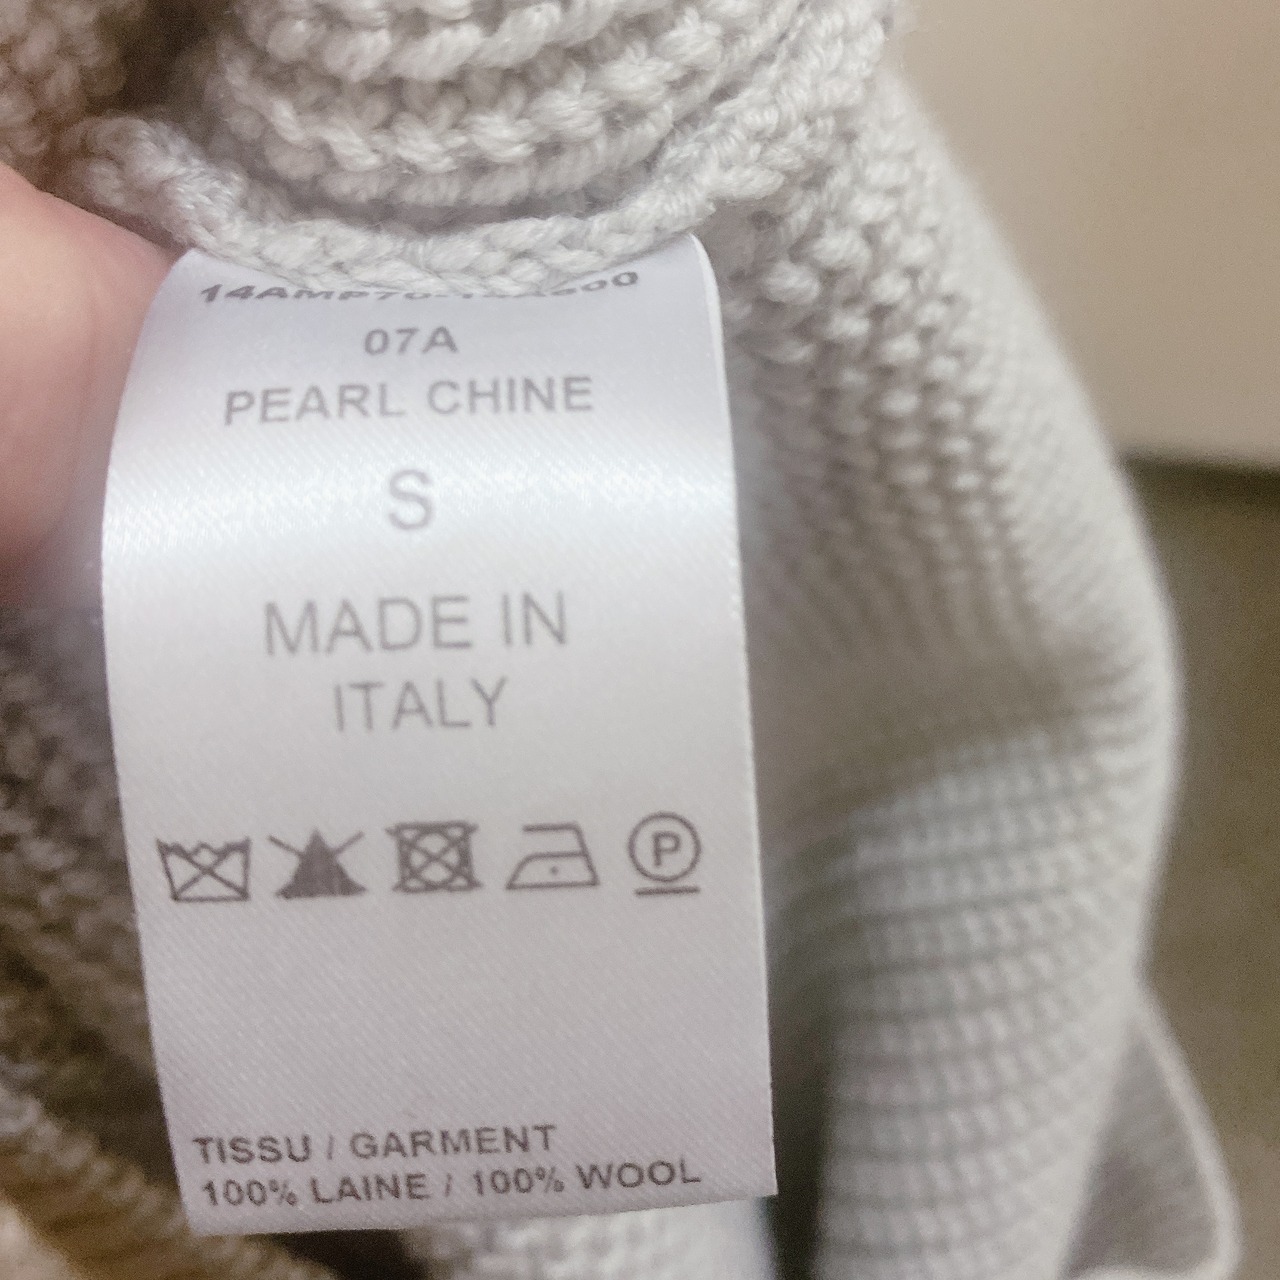 07A
PEARL CHINE
S
MADE IN
ITALY
P
TISSU / GARMENT
100% LAINE / 100% WOOL